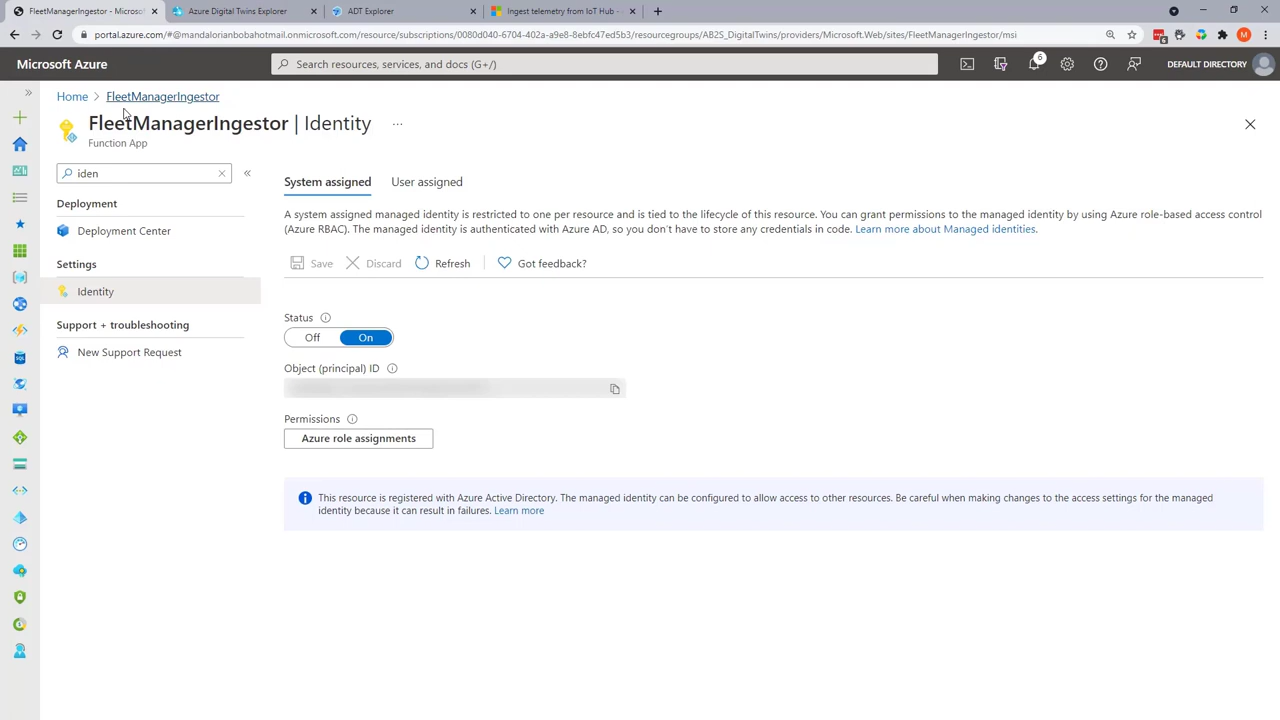 FleetManagerIngestor - Microso
Azure Digital Twins Explorer
ADT Explorer
Ingest telemetry from IoT Hub -
portal.azure.com/#@mandalorianbobahotmail.onmicrosoft.com/resource/subscriptions/0080d040-6704-402a-a9e8-8ebfc47ed5b3/resourcegroups/AB2S_DigitalTwins/providers/Microsoft.Web/sites/FleetManagerIngestor/msi
6
M
Microsoft Azure
Search resources, services, and docs (G+/)
6
DEFAULT DIRECTORY
Home > FleetManagerIngestor
FleetManagerIngestor | Identity ...
Function App
iden
Deployment
Deployment Center
Settings
Identity
Support + troubleshooting
New Support Request
System assigned
User assigned
A system assigned managed identity is restricted to one per resource and is tied to the lifecycle of this resource. You can grant permissions to the managed identity by using Azure role-based access control
(Azure RBAC). The managed identity is authenticated with Azure AD, so you don't have to store any credentials in code. Learn more about Managed identities.
Save
Discard
Refresh
Got feedback?
Status
Off
On
Object (principal) ID
Permissions
Azure role assignments
This resource is registered with Azure Active Directory. The managed identity can be configured to allow access to other resources. Be careful when making changes to the access settings for the managed
identity because it can result in failures. Learn more